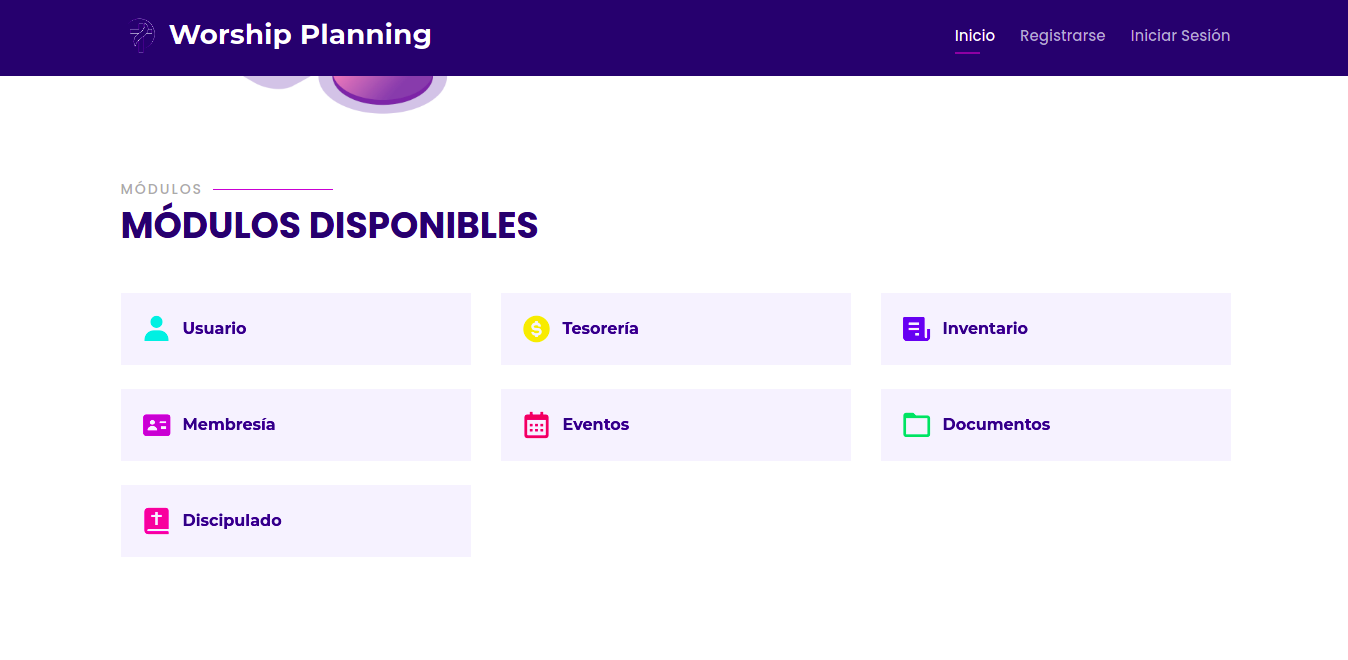 Worship Planning
Inicio Registrarse Iniciar Sesión
MÓDULOS
MÓDULOS DISPONIBLES
Usuario
Tesorería
Inventario
Membresía
Eventos
Documentos
Discipulado